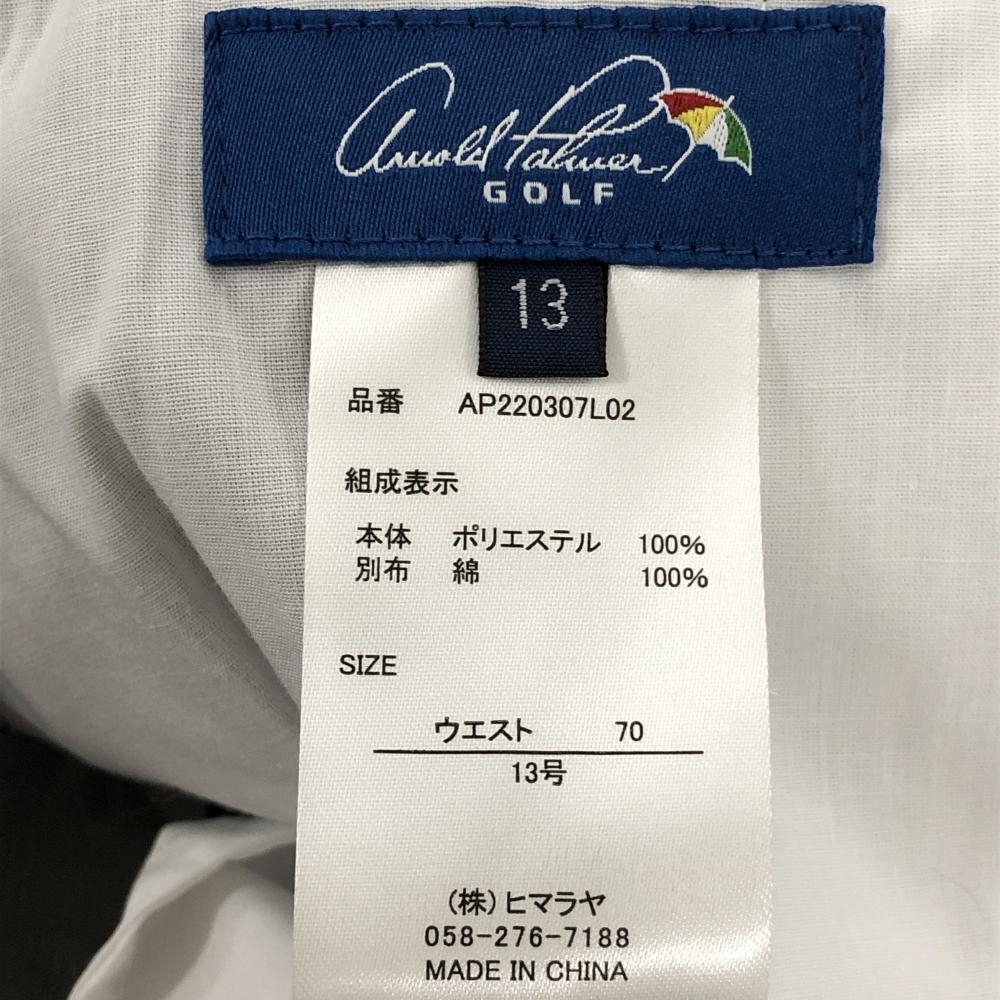 Arnold Palmer
GOLF
13
品番 AP220307L02
組成表示
本体 ポリエステル 100%
別布 綿 100%
SIZE
ウエスト 70
13号
(株)ヒマラヤ
058-276-7188
MADE IN CHINA